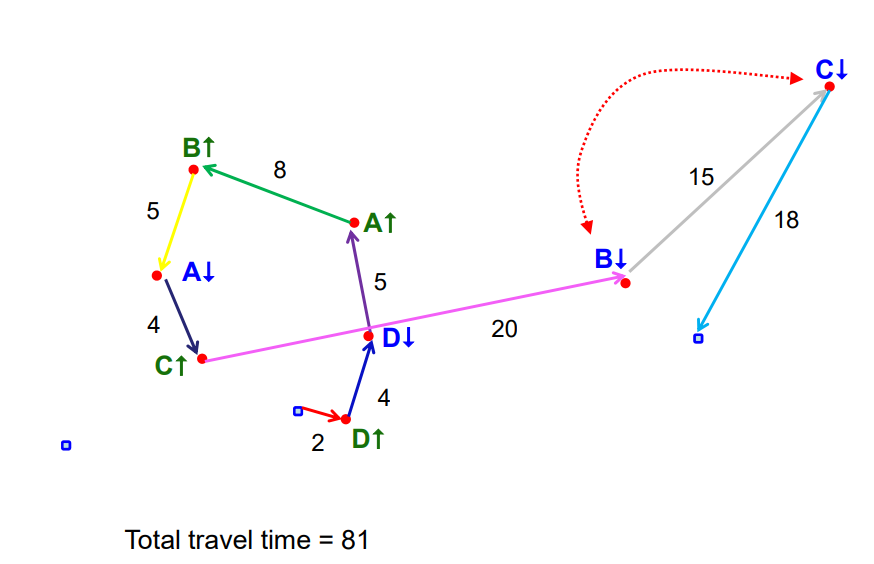 C↓
B↑
8
15
5
A↑
18
B↓
A↓
5
4
20
D↓
C↑
4
2
D↑
Total travel time = 81